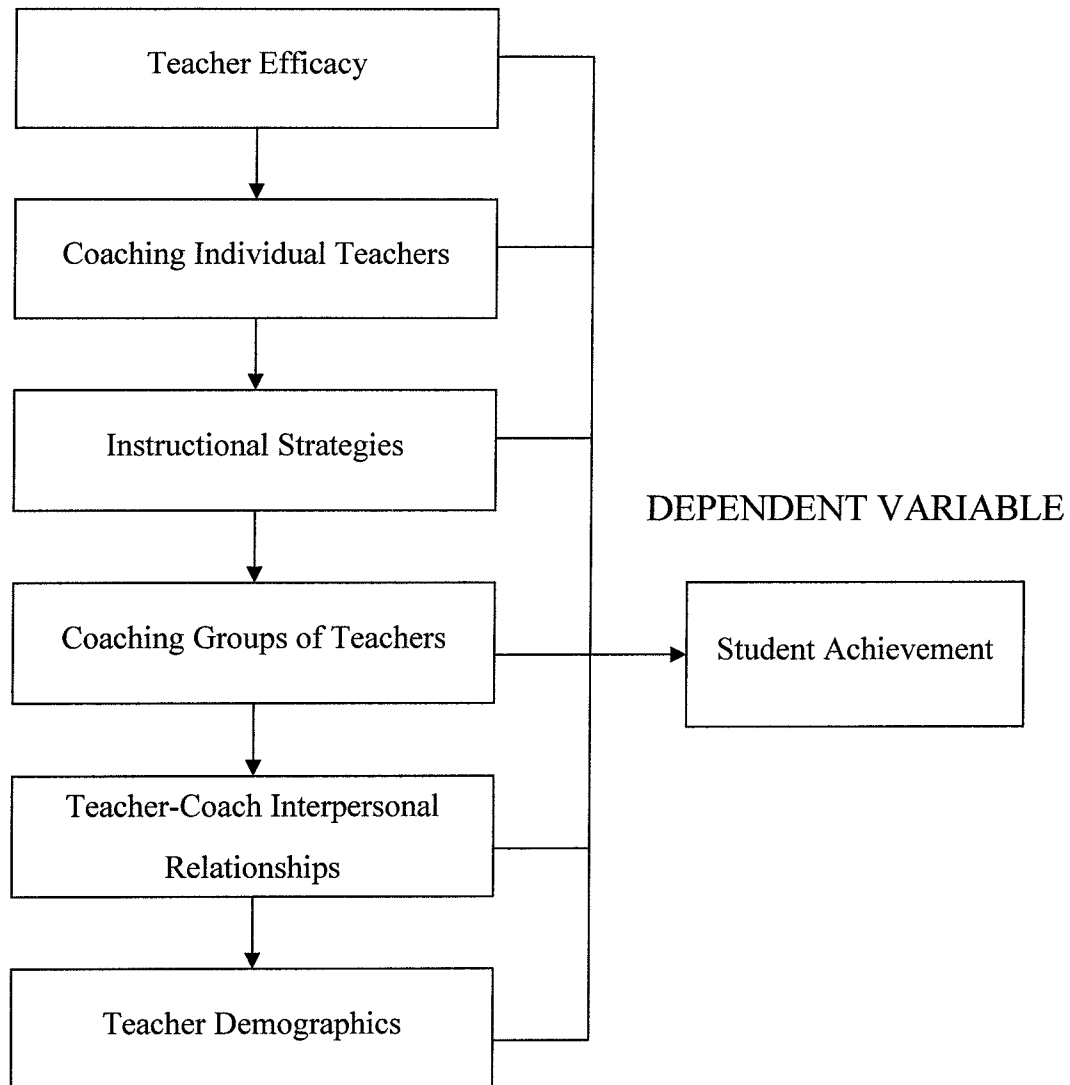 Teacher Efficacy
Coaching Individual Teachers
Instructional Strategies
DEPENDENT VARIABLE
Coaching Groups of Teachers
Student Achievement
Teacher-Coach Interpersonal
Relationships
Teacher Demographics